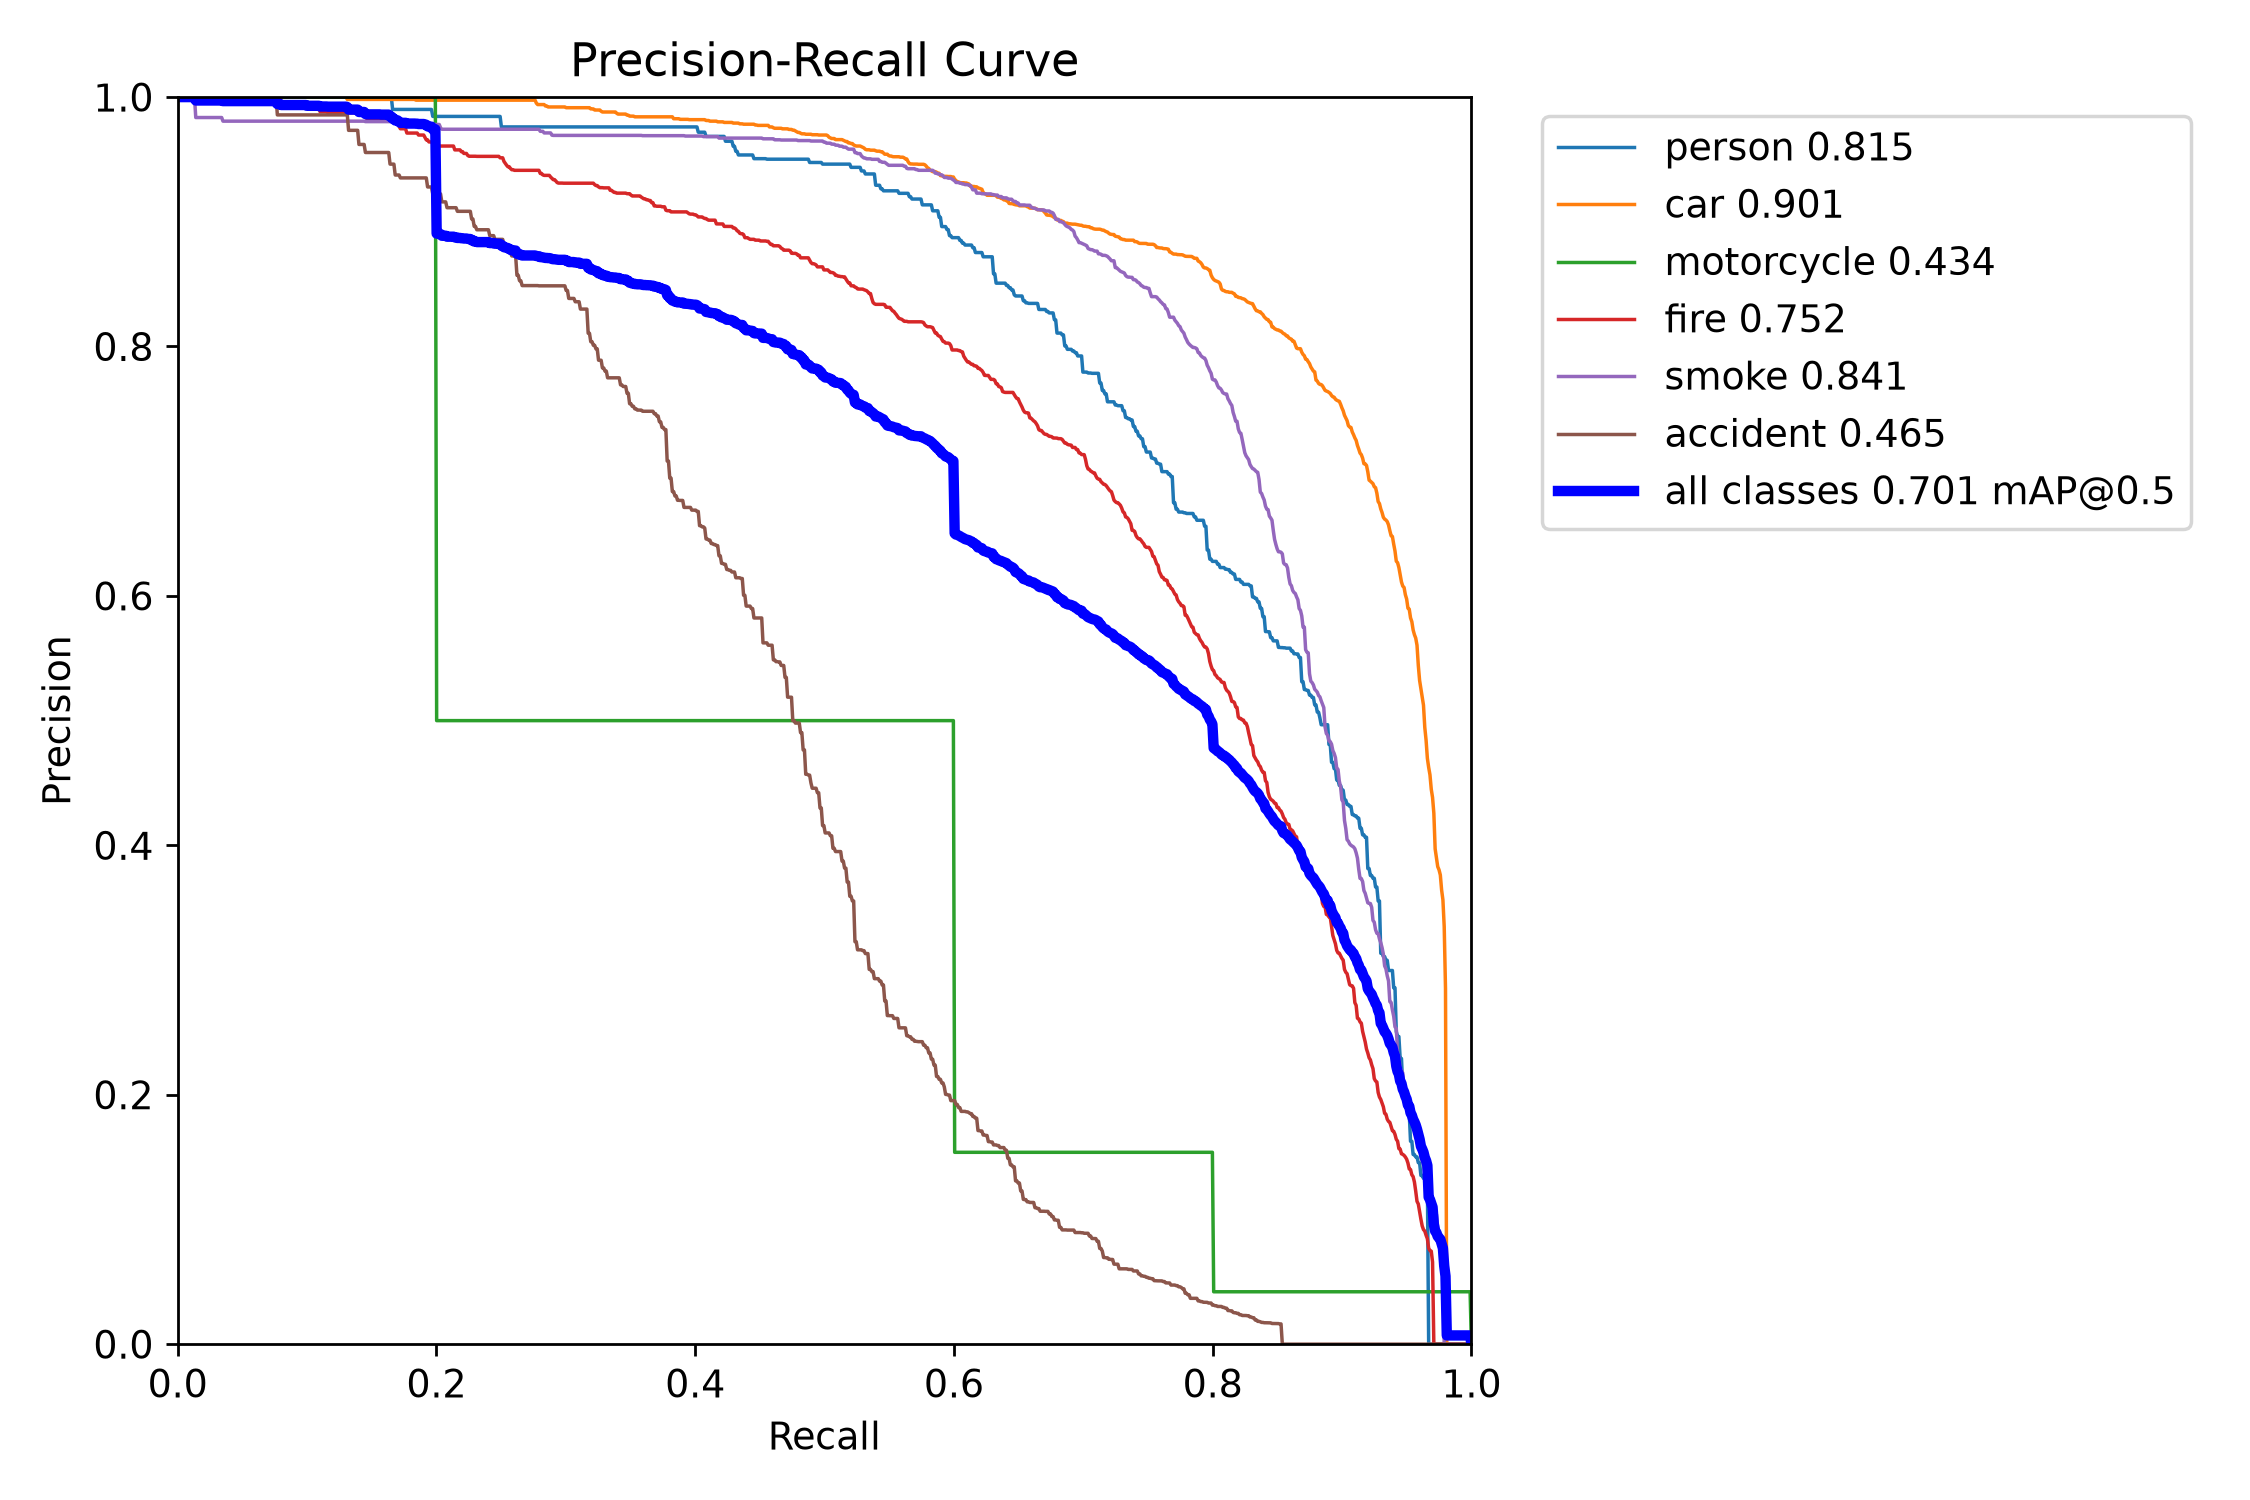 Precision-Recall Curve
1.0
0.8
0.6
0.4
0.2
0.0
Precision
0.0 0.2 0.4 0.6 0.8 1.0
Recall
person 0.815
car 0.901
motorcycle 0.434
fire 0.752
smoke 0.841
accident 0.465
all classes 0.701 mAP@0.5